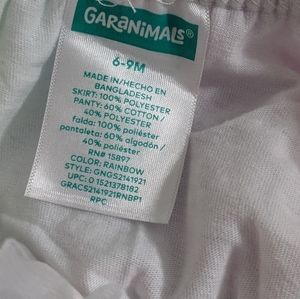 GARANIMALS®
6-9M
MADE IN/HECHO EN
BANGLADESH
SKIRT: 100% POLYESTER
PANTY: 60% COTTON /
40% POLYESTER
falda: 100% poliéster
pantaleta: 60% algodón /
40% poliéster
RN# 15897
COLOR: RAINBOW
STYLE: GNGS2141921
UPC: 0 1521378182
GRACS2141921RNBP1
RPC